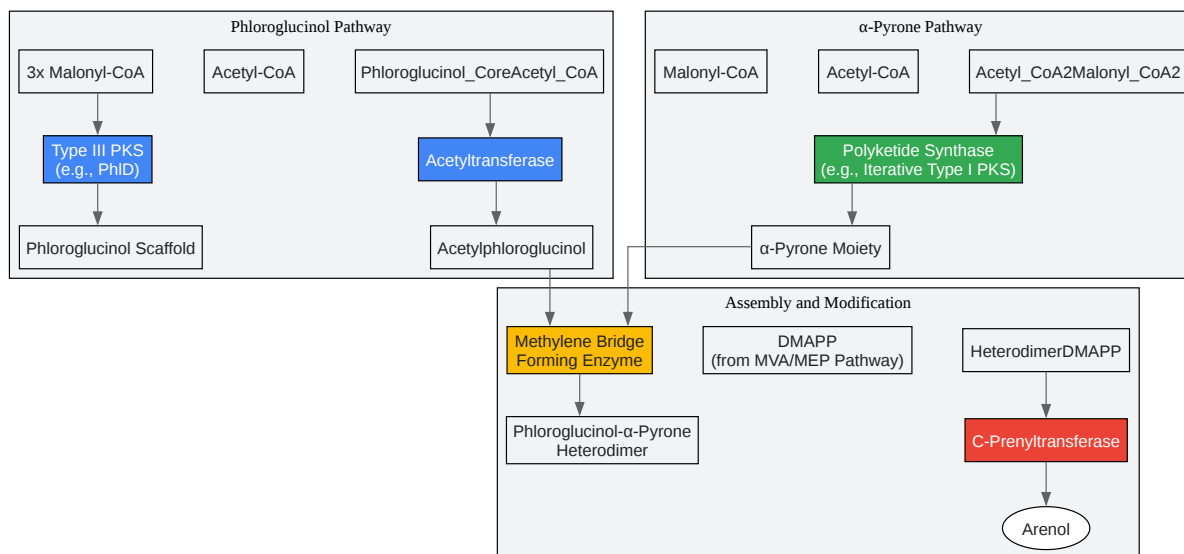 Phloroglucinol Pathway
3x Malonyl-CoA
Acetyl-CoA
Phloroglucinol_CoreAcetyl_CoA
Type III PKS
(e.g., PhlD)
Acetyltransferase
Phloroglucinol Scaffold
Acetylphloroglucinol
α-Pyrone Pathway
Malonyl-CoA
Acetyl-CoA
Acetyl_CoA2Malonyl_CoA2
Polyketide Synthase
(e.g., Iterative Type I PKS)
α-Pyrone Moiety
Assembly and Modification
Methylene Bridge
Forming Enzyme
DMAPP
(from MVA/MEP Pathway)
HeterodimerDMAPP
Phloroglucinol-α-Pyrone
Heterodimer
C-Prenyltransferase
Arenol